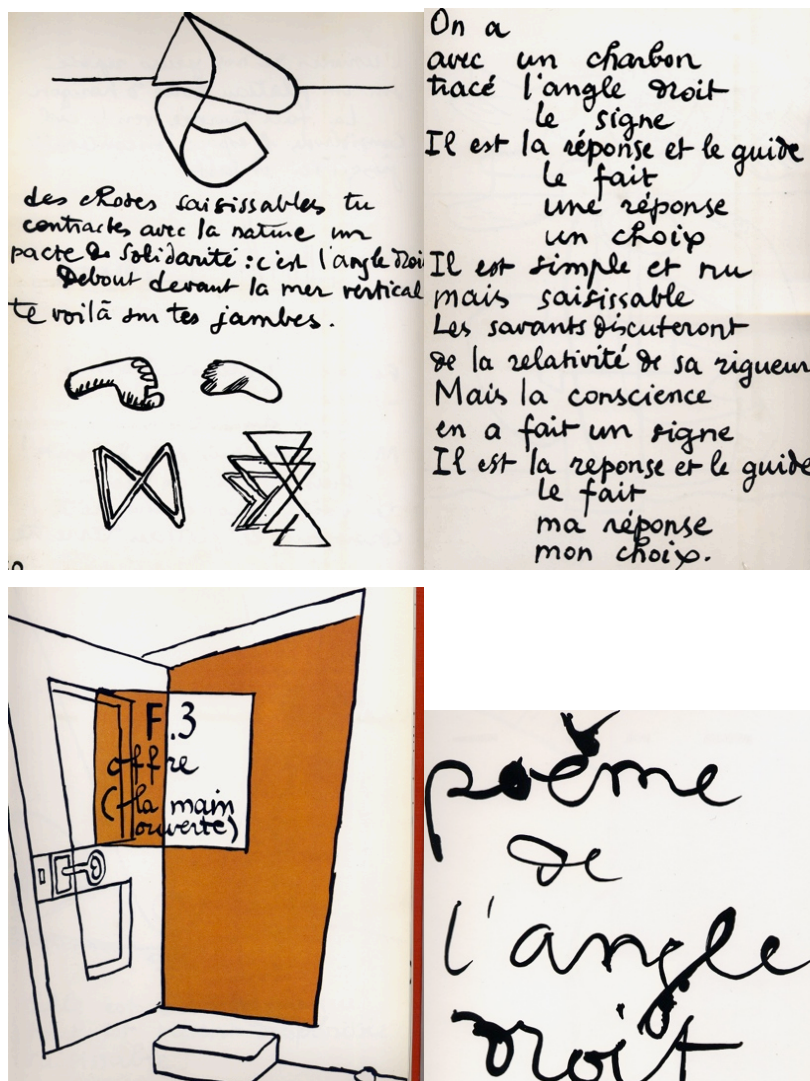 des choses saisissables tu
contractes avec la nature un
pacte de solidarité : c'est l'angle droi
Debout devant la mer vertical
te voilà sur tes jambes.
On a
avec un charbon
tracé l'angle droit
le signe
Il est la réponse et le guide
le fait
une réponse
un choix
Il est simple et nu
mais saisissable
Les savants discuteront
de la relativité de sa rigueur
Mais la conscience
en a fait un signe
Il est la reponse et le guide
le fait
ma réponse
mon choix.
F.3
offre
(la main
ouverte)
poème
de
l'angle
droit